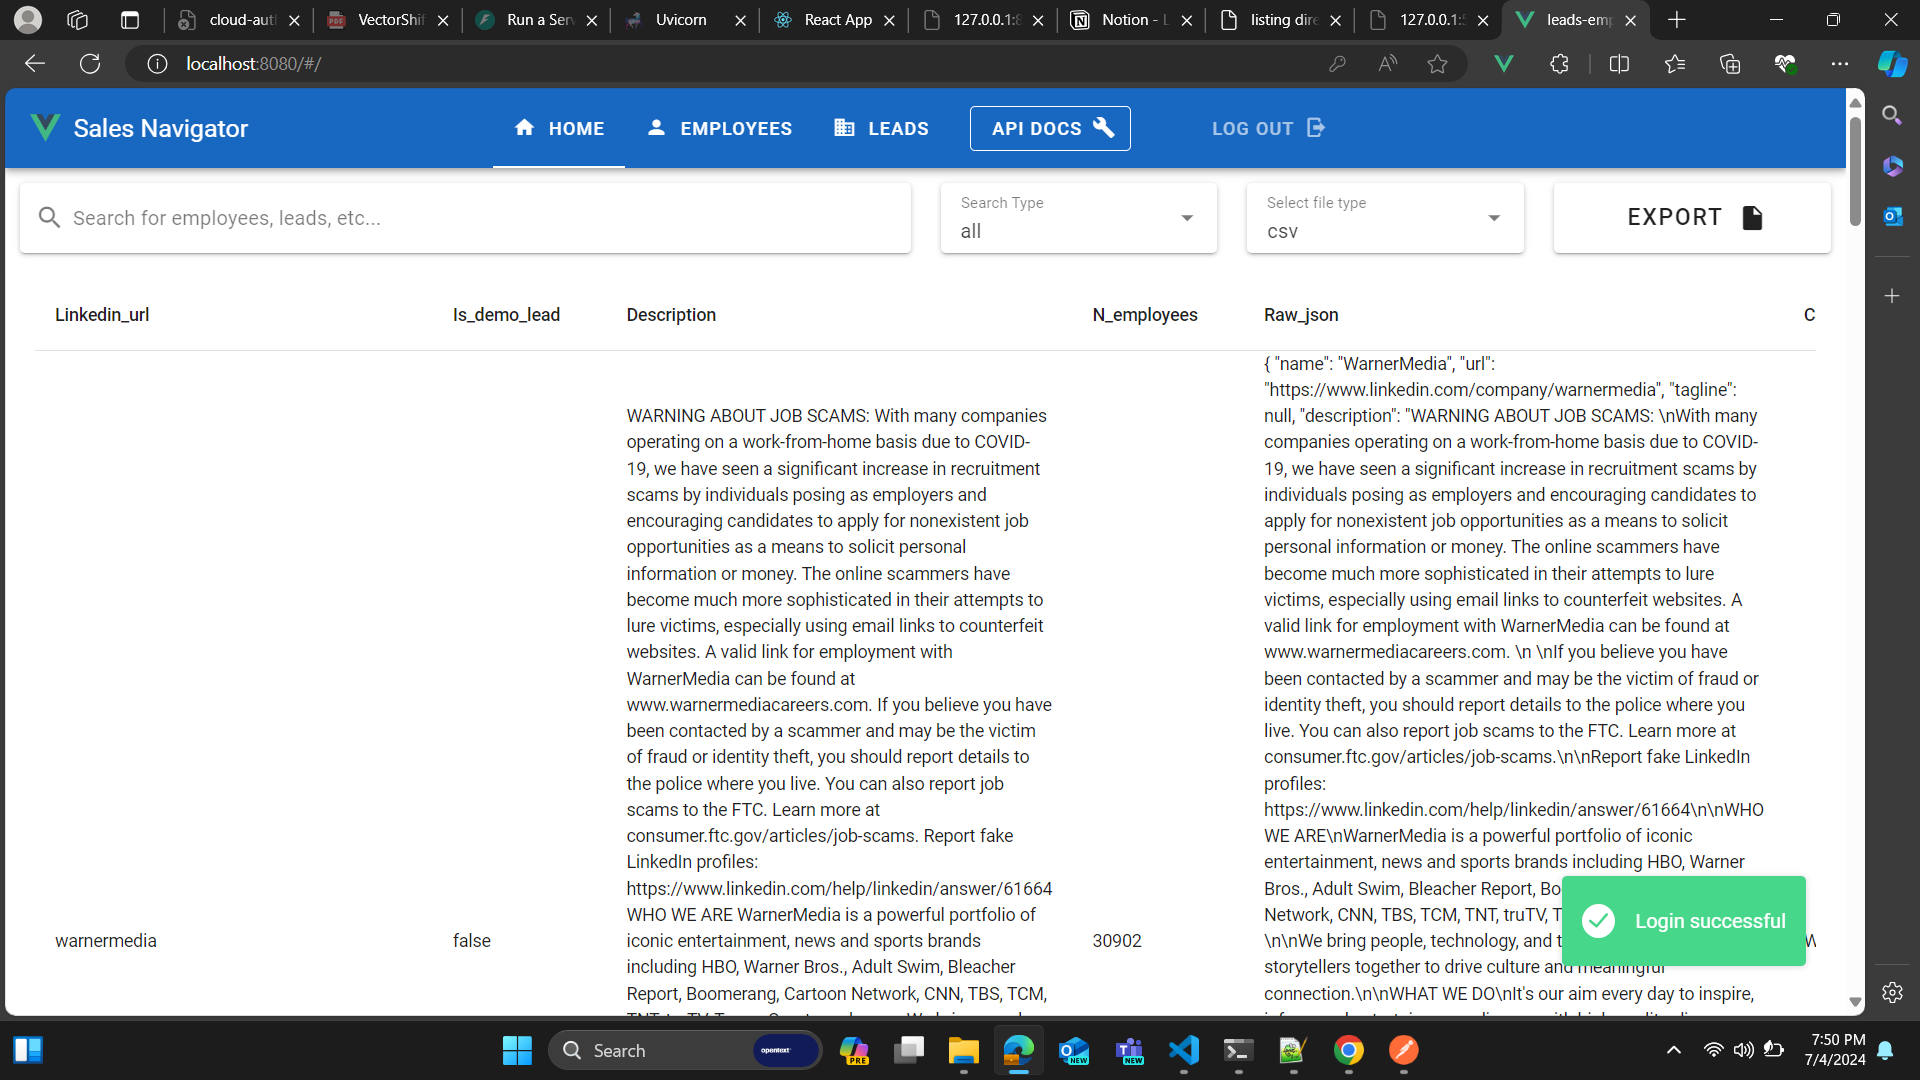 cloud-aut
VectorShif
Run a Serv
Uvicorn
React App
127.0.0.1:8
Notion - L
listing dire
127.0.0.1:5
leads-emp
localhost:8080/#/
Sales Navigator
HOME
EMPLOYEES
LEADS
API DOCS
LOG OUT
Search for employees, leads, etc...
Search Type
all
Select file type
csv
EXPORT
Linkedin_url
Is_demo_lead
Description
N_employees
Raw_json
C
warnermedia
false
WARNING ABOUT JOB SCAMS: With many companies
operating on a work-from-home basis due to COVID-
19, we have seen a significant increase in recruitment
scams by individuals posing as employers and
encouraging candidates to apply for nonexistent job
opportunities as a means to solicit personal
information or money. The online scammers have
become much more sophisticated in their attempts to
lure victims, especially using email links to counterfeit
websites. A valid link for employment with
WarnerMedia can be found at
www.warnermediacareers.com. If you believe you have
been contacted by a scammer and may be the victim
of fraud or identity theft, you should report details to
the police where you live. You can also report job
scams to the FTC. Learn more at
consumer.ftc.gov/articles/job-scams. Report fake
LinkedIn profiles:
https://www.linkedin.com/help/linkedin/answer/61664
WHO WE ARE WarnerMedia is a powerful portfolio of
iconic entertainment, news and sports brands
including HBO, Warner Bros., Adult Swim, Bleacher
Report, Boomerang, Cartoon Network, CNN, TBS, TCM,
30902
{ "name": "WarnerMedia", "url":
"https://www.linkedin.com/company/warnermedia", "tagline":
null, "description": "WARNING ABOUT JOB SCAMS: \nWith many
companies operating on a work-from-home basis due to COVID-
19, we have seen a significant increase in recruitment scams by
individuals posing as employers and encouraging candidates to
apply for nonexistent job opportunities as a means to solicit
personal information or money. The online scammers have
become much more sophisticated in their attempts to lure
victims, especially using email links to counterfeit websites. A
valid link for employment with WarnerMedia can be found at
www.warnermediacareers.com. \n \nIf you believe you have
been contacted by a scammer and may be the victim of fraud or
identity theft, you should report details to the police where you
live. You can also report job scams to the FTC. Learn more at
consumer.ftc.gov/articles/job-scams.\n\nReport fake LinkedIn
profiles:
https://www.linkedin.com/help/linkedin/answer/61664\n\nWHO
WE ARE\nWarnerMedia is a powerful portfolio of iconic
entertainment, news and sports brands including HBO, Warner
Bros., Adult Swim, Bleacher Report, Bo
Network, CNN, TBS, TCM, TNT, truTV, T
\n\nWe bring people, technology, and t
storytellers together to drive culture and meaningful
connection.\n\nWHAT WE DO\nIt's our aim every day to inspire,
W
Login successful
Search
opentext
PRE
NEW
NEW
7:50 PM
7/4/2024